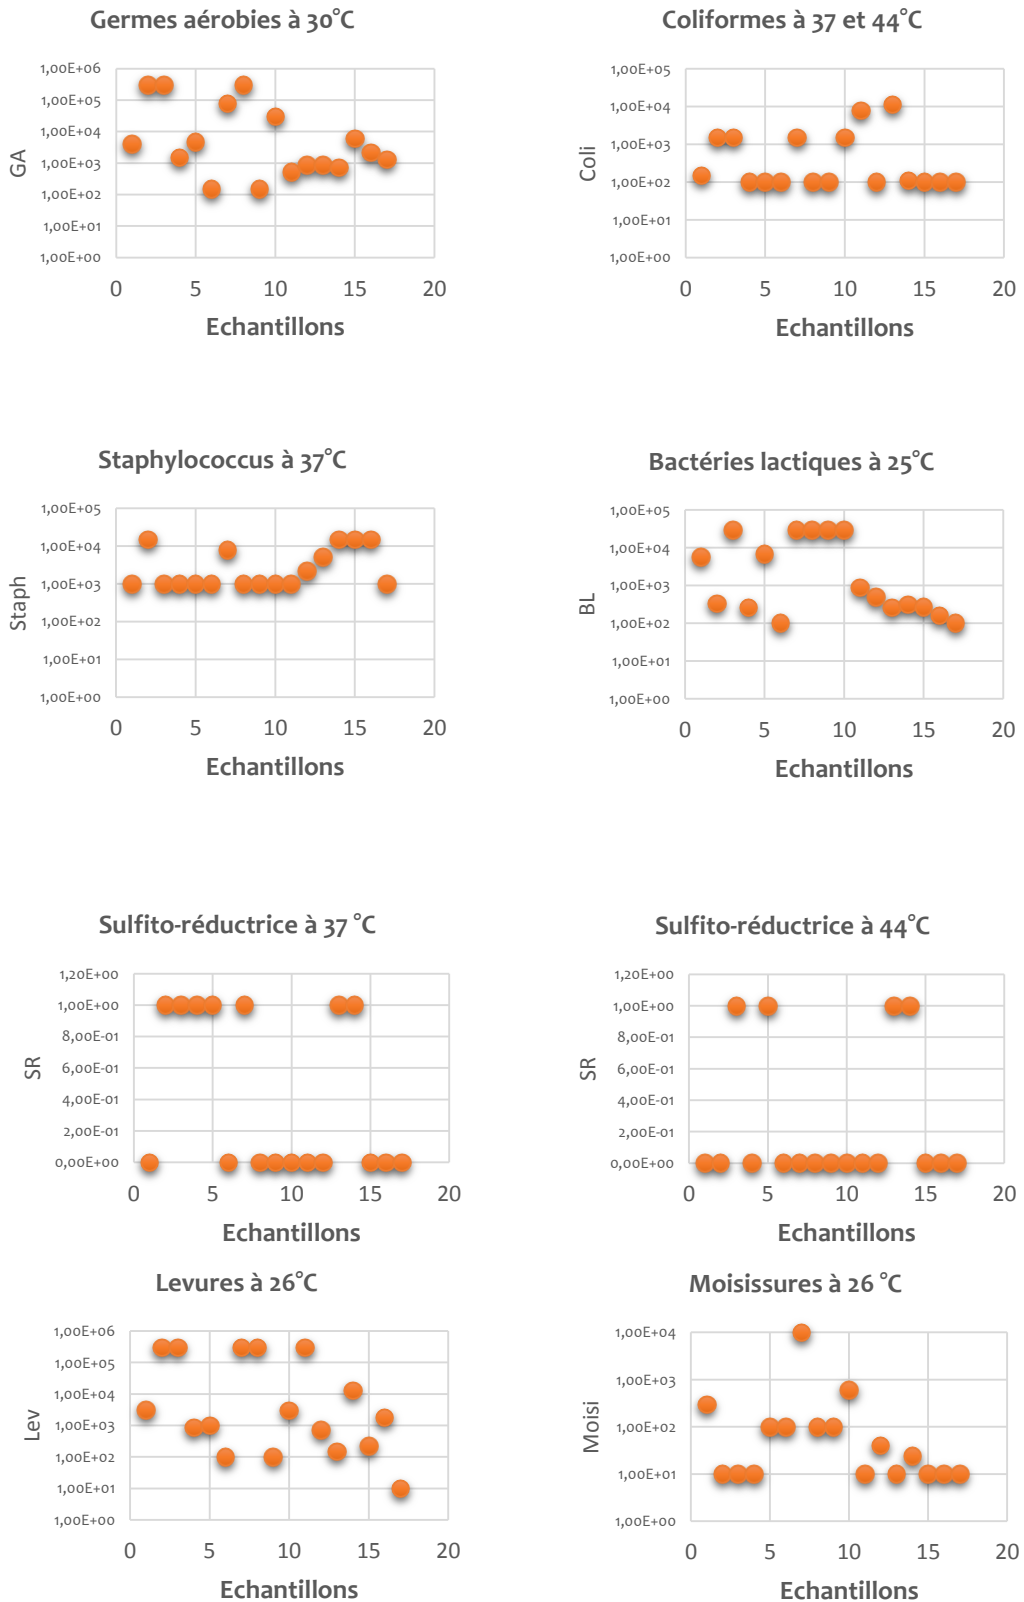 Germes aérobies à 30°C
1,00E+06
1,00E+05
1,00E+04
1,00E+03
1,00E+02
1,00E+01
1,00E+00
GA
0 5 10 15 20
Echantillons
Coliformes à 37 et 44°C
1,00E+05
1,00E+04
1,00E+03
1,00E+02
1,00E+01
1,00E+00
Coli
0 5 10 15 20
Echantillons
Staphylococcus à 37°C
1,00E+05
1,00E+04
1,00E+03
1,00E+02
1,00E+01
1,00E+00
Staph
0 5 10 15 20
Echantillons
Bactéries lactiques à 25°C
1,00E+05
1,00E+04
1,00E+03
1,00E+02
1,00E+01
1,00E+00
BL
0 5 10 15 20
Echantillons
Sulfito-réductrice à 37 °C
1,20E+00
1,00E+00
8,00E-01
6,00E-01
4,00E-01
2,00E-01
0,00E+00
SR
0 5 10 15 20
Echantillons
Sulfito-réductrice à 44°C
1,20E+00
1,00E+00
8,00E-01
6,00E-01
4,00E-01
2,00E-01
0,00E+00
SR
0 5 10 15 20
Echantillons
Levures à 26°C
1,00E+06
1,00E+05
1,00E+04
1,00E+03
1,00E+02
1,00E+01
1,00E+00
Lev
0 5 10 15 20
Echantillons
Moisissures à 26 °C
1,00E+04
1,00E+03
1,00E+02
1,00E+01
1,00E+00
Moisi
0 5 10 15 20
Echantillons